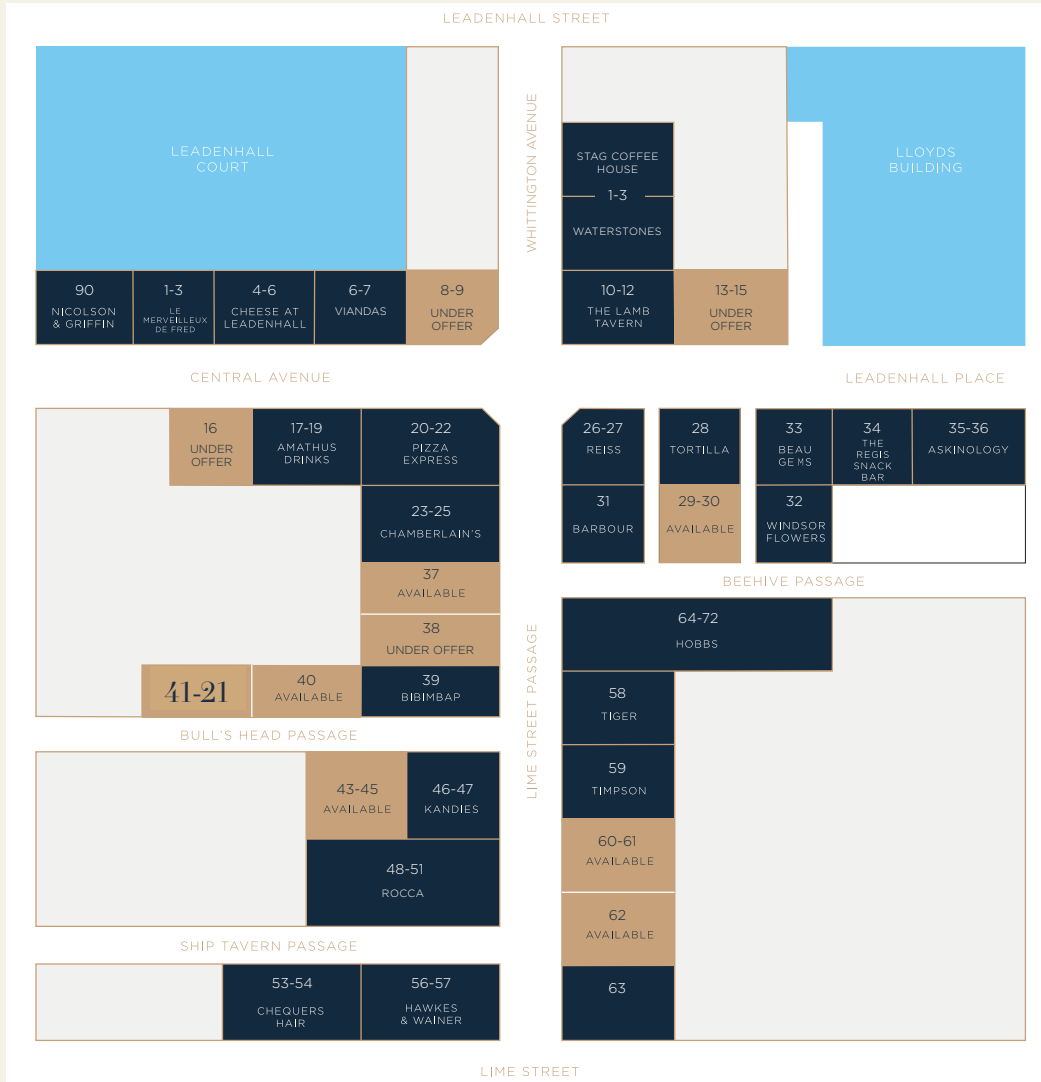 LEADENHALL STREET
LEADENHALL
COURT
WHITTINGTON AVENUE
STAG COFFEE
HOUSE
1-3
WATERSTONES
LLOYDS
BUILDING
90
NICOLSON
& GRIFFIN
1-3
LE
MERVEILLEUX
DE FRED
4-6
CHEESE AT
LEADENHALL
6-7
VIANDAS
8-9
UNDER
OFFER
10-12
THE LAMB
TAVERN
13-15
UNDER
OFFER
CENTRAL AVENUE
LEADENHALL PLACE
16
UNDER
OFFER
17-19
AMATHUS
DRINKS
20-22
PIZZA
EXPRESS
26-27
REISS
28
TORTILLA
33
BEAU
GEMS
34
THE
REGIS
SNACK
BAR
35-36
ASKINOLOGY
23-25
CHAMBERLAIN'S
31
BARBOUR
29-30
AVAILABLE
32
WINDSOR
FLOWERS
37
AVAILABLE
BEEHIVE PASSAGE
38
UNDER OFFER
64-72
HOBBS
41-21
40
AVAILABLE
39
BIBIMBAP
LIME STREET PASSAGE
58
TIGER
BULL'S HEAD PASSAGE
43-45
AVAILABLE
46-47
KANDIES
59
TIMPSON
48-51
ROCCA
60-61
AVAILABLE
62
AVAILABLE
SHIP TAVERN PASSAGE
53-54
CHEQUERS
HAIR
56-57
HAWKES
& WAINER
63
LIME STREET